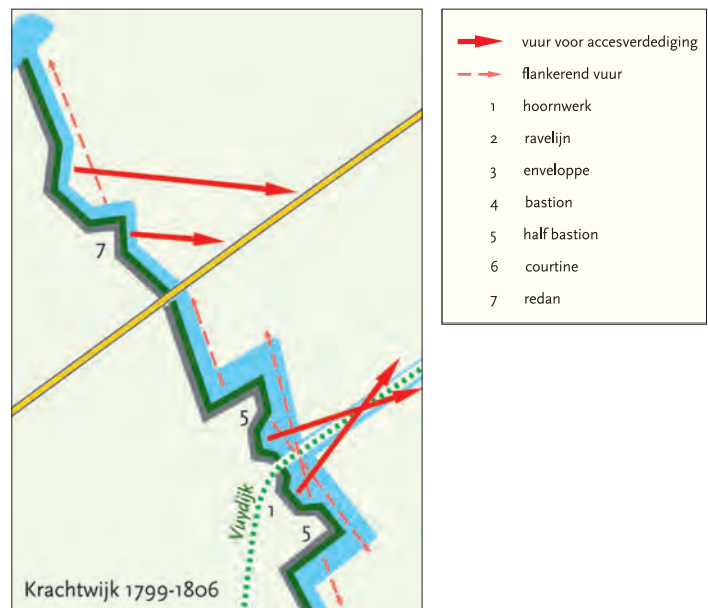 7
5
Vuydijk
1
5
Krachtwijk 1799-1806
vuur voor accesverdediging
flankerend vuur
1 hoornwerk
2 ravelijn
3 enveloppe
4 bastion
5 half bastion
6 courtine
7 redan